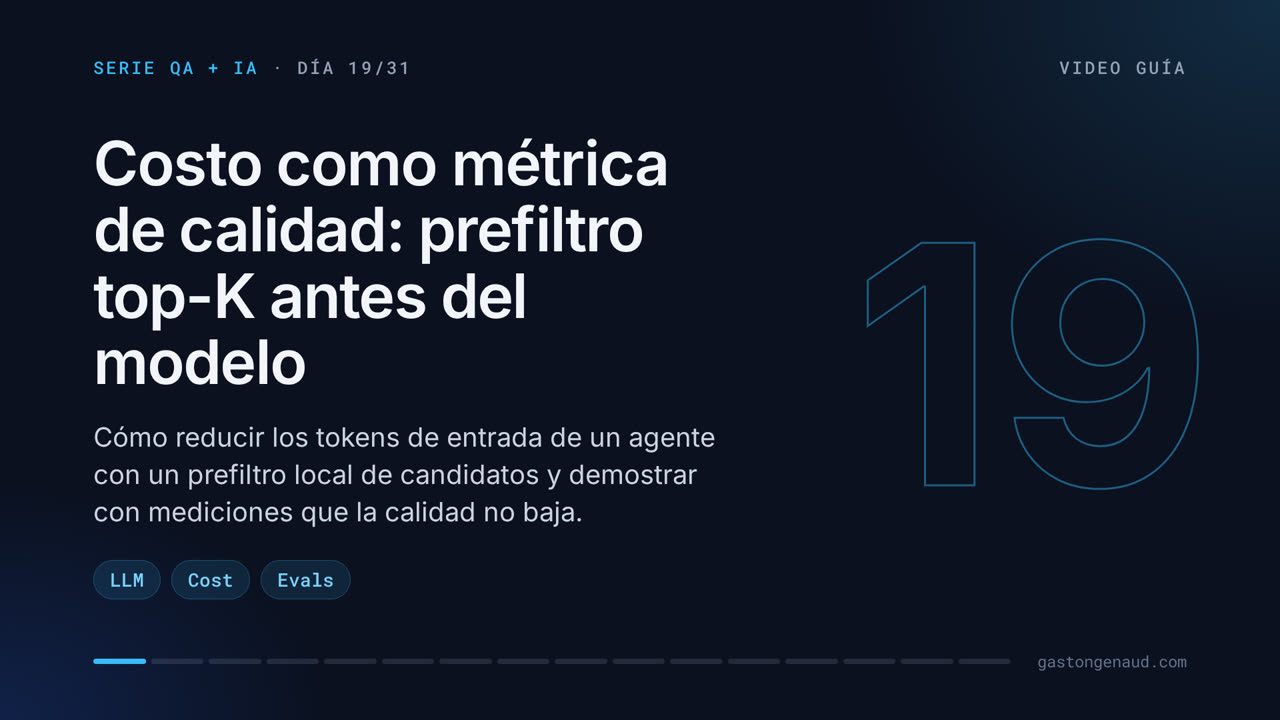 SERIE QA + IA · DÍA 19/31
VIDEO GUÍA
Costo como métrica
de calidad: prefiltro
top-K antes del
modelo
19
Cómo reducir los tokens de entrada de un agente
con un prefiltro local de candidatos y demostrar
con mediciones que la calidad no baja.
LLM
Cost
Evals
gastongenaud.com